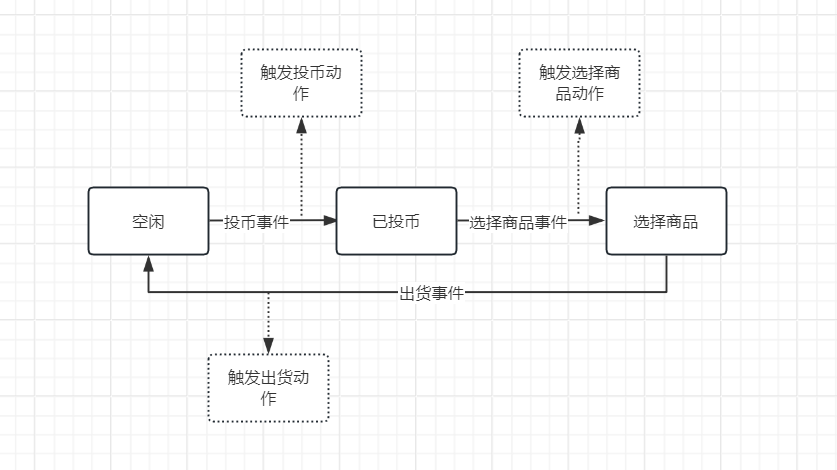 触发投币动
作
触发选择商
品动作
空闲
投币事件
已投币
选择商品事件
选择商品
出货事件
触发出货动
作